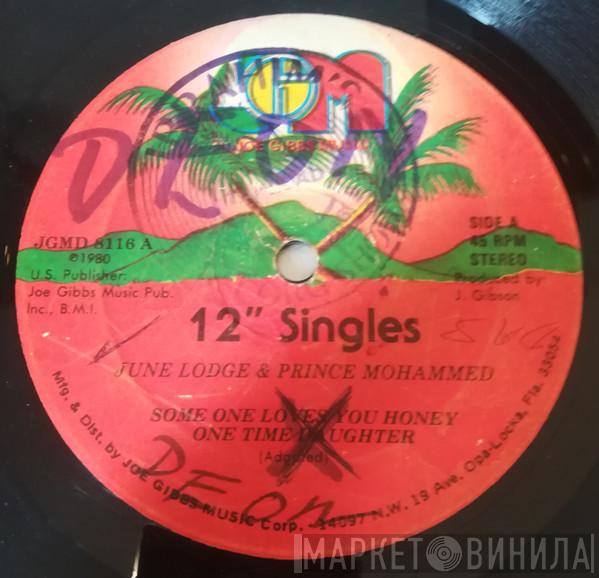 JGM
JOE GIBBS MUSIC
DEON
JGMD 8116 A
©1980
U.S. Publisher:
Joe Gibbs Music Pub.
Inc., B.M.I.
SIDE A
45 RPM
STEREO
Produced by
J. Gibson
12" Singles
JUNE LODGE & PRINCE MOHAMMED
SOME ONE LOVES YOU HONEY
ONE TIME DAUGHTER
(Adapted)
DEON
Mfg. & Dist. by JOE GIBBS MUSIC Corp. - 14097 N.W. 19 Ave. Opa-Locka, Fla. 33054
МАРКЕТ ВИНИЛА